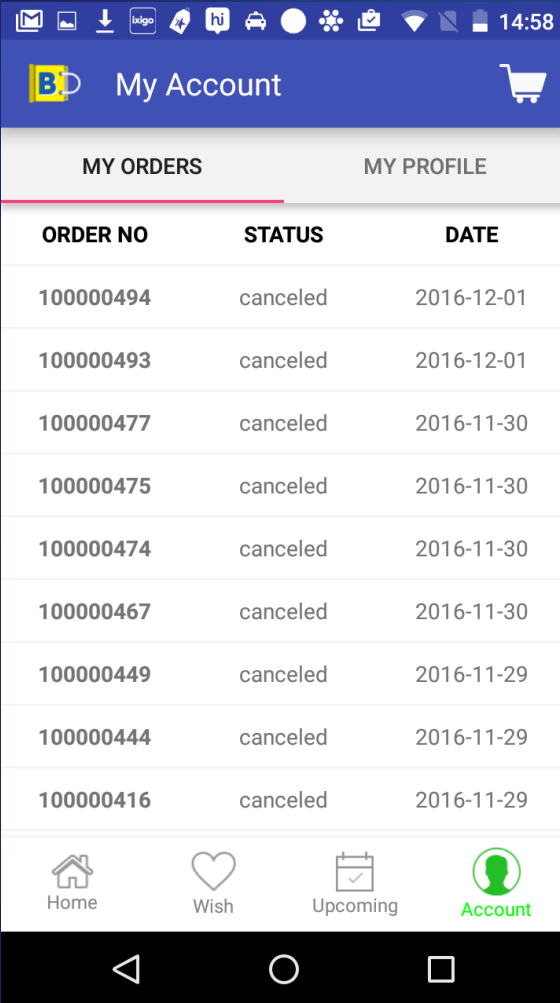 ixigo hi 14:58
B My Account
MY ORDERS MY PROFILE
ORDER NO STATUS DATE
100000494 canceled 2016-12-01
100000493 canceled 2016-12-01
100000477 canceled 2016-11-30
100000475 canceled 2016-11-30
100000474 canceled 2016-11-30
100000467 canceled 2016-11-30
100000449 canceled 2016-11-29
100000444 canceled 2016-11-29
100000416 canceled 2016-11-29
Home Wish Upcoming Account